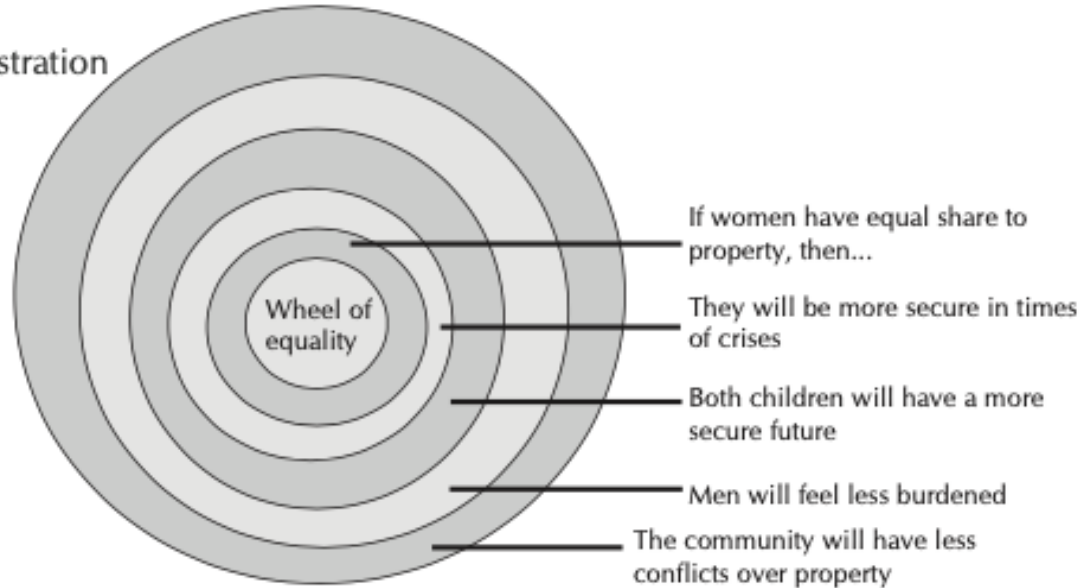 stration
If women have equal share to
property, then...
Wheel of
equality
They will be more secure in times
of crises
Both children will have a more
secure future
Men will feel less burdened
The community will have less
conflicts over property